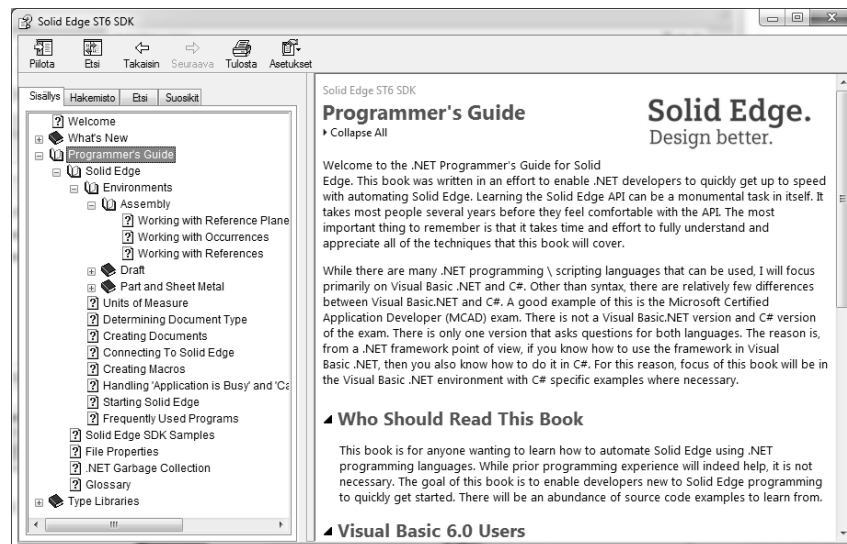 Solid Edge ST6 SDK
Piilota Etsi Takaisin Seuraava Tulosta Asetukset
Sisällys Hakemisto Etsi Suosikit
Welcome
What's New
Programmer's Guide
Solid Edge
Environments
Assembly
Working with Reference Plane
Working with Occurrences
Working with References
Draft
Part and Sheet Metal
Units of Measure
Determining Document Type
Creating Documents
Connecting To Solid Edge
Creating Macros
Handling 'Application is Busy' and 'Ca
Starting Solid Edge
Frequently Used Programs
Solid Edge SDK Samples
File Properties
.NET Garbage Collection
Glossary
Type Libraries
Solid Edge ST6 SDK
Programmer's Guide
Collapse All
Solid Edge.
Design better.
Welcome to the .NET Programmer's Guide for Solid
Edge. This book was written in an effort to enable .NET developers to quickly get up to speed
with automating Solid Edge. Learning the Solid Edge API can be a monumental task in itself. It
takes most people several years before they feel comfortable with the API. The most
important thing to remember is that it takes time and effort to fully understand and
appreciate all of the techniques that this book will cover.
While there are many .NET programming \ scripting languages that can be used, I will focus
primarily on Visual Basic .NET and C#. Other than syntax, there are relatively few differences
between Visual Basic.NET and C#. A good example of this is the Microsoft Certified
Application Developer (MCAD) exam. There is not a Visual Basic.NET version and C# version
of the exam. There is only one version that asks questions for both languages. The reason is,
from a .NET framework point of view, if you know how to use the framework in Visual
Basic .NET, then you also know how to do it in C#. For this reason, focus of this book will be in
the Visual Basic .NET environment with C# specific examples where necessary.
Who Should Read This Book
This book is for anyone wanting to learn how to automate Solid Edge using .NET
programming languages. While prior programming experience will indeed help, it is not
necessary. The goal of this book is to enable developers new to Solid Edge programming
to quickly get started. There will be an abundance of source code examples to learn from.
Visual Basic 6.0 Users